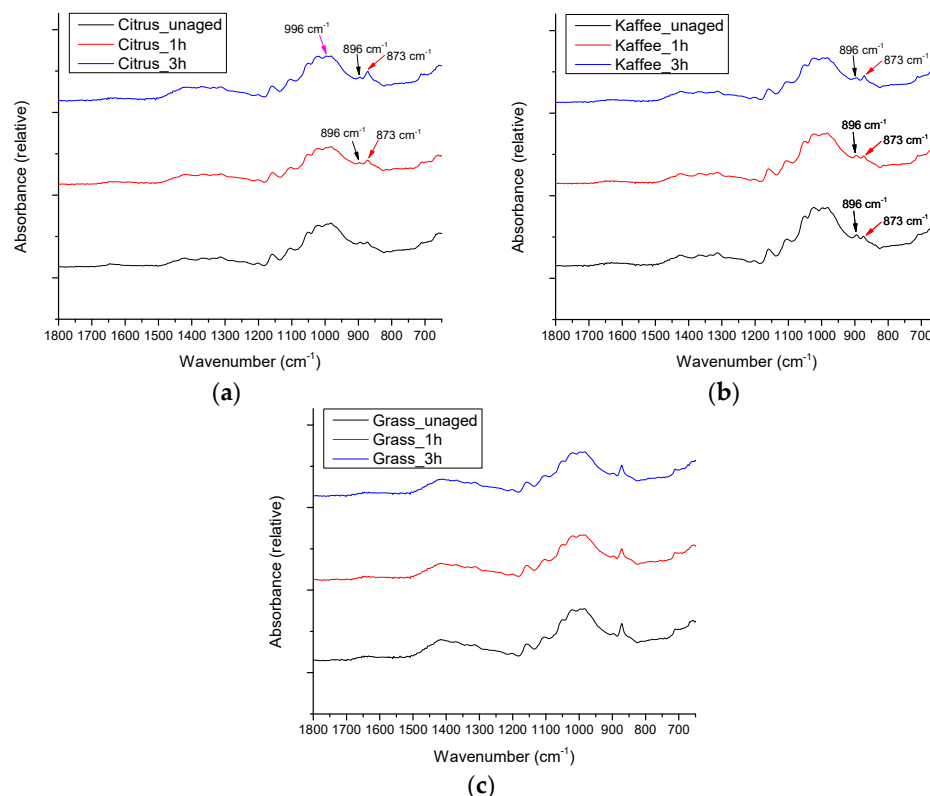 Citrus_unaged
Citrus_1h
Citrus_3h
996 cm-1
896 cm-1
873 cm-1
896 cm-1
873 cm-1
Absorbance (relative)
1800 1700 1600 1500 1400 1300 1200 1100 1000 900 800 700
Wavenumber (cm-1)
(a)
Kaffee_unaged
Kaffee_1h
Kaffee_3h
896 cm-1
873 cm-1
896 cm-1
873 cm-1
896 cm-1
873 cm-1
Absorbance (relative)
1800 1700 1600 1500 1400 1300 1200 1100 1000 900 800 700
Wavenumber (cm-1)
(b)
Grass_unaged
Grass_1h
Grass_3h
Absorbance (relative)
1800 1700 1600 1500 1400 1300 1200 1100 1000 900 800 700
Wavenumber (cm-1)
(c)